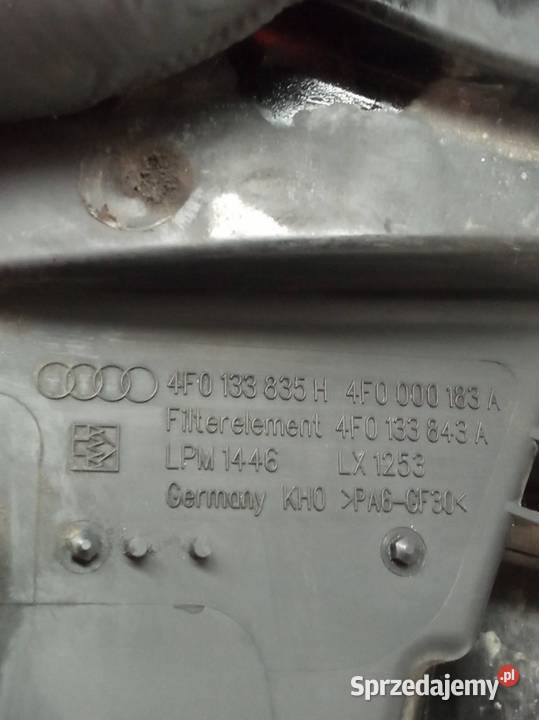 4F0 133 835 H 4F0 000 183 A
Filterelement 4F0 133 843 A
LPM 1446 LX 1253
Germany KHO >PA6-GF30<
Sprzedajemy.pl